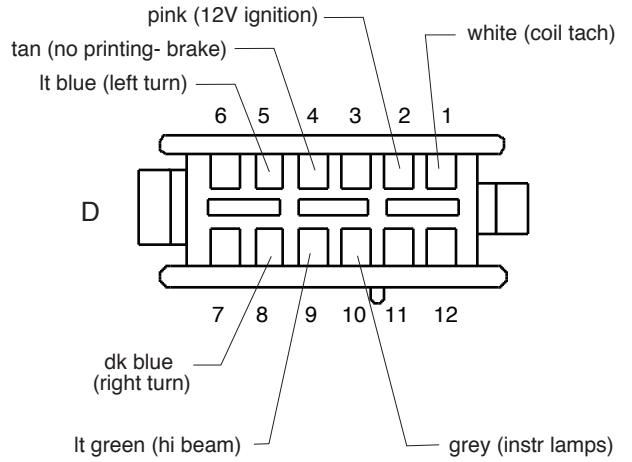 pink (12V ignition)
white (coil tach)
tan (no printing- brake)
lt blue (left turn)
6 5 4 3 2 1
D
7 8 9 10 11 12
dk blue
(right turn)
lt green (hi beam)
grey (instr lamps)